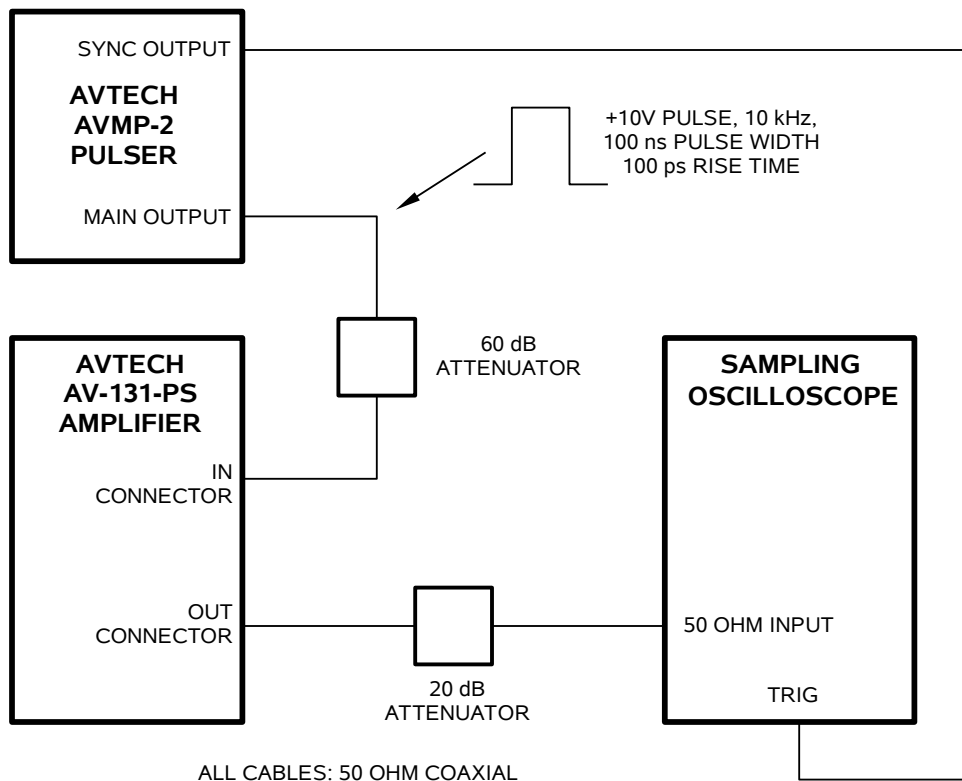 SYNC OUTPUT
AVTECH
AVMP-2
PULSER
MAIN OUTPUT
+10V PULSE, 10 kHz,
100 ns PULSE WIDTH
100 ps RISE TIME
60 dB
ATTENUATOR
AVTECH
AV-131-PS
AMPLIFIER
IN
CONNECTOR
OUT
CONNECTOR
20 dB
ATTENUATOR
SAMPLING
OSCILLOSCOPE
50 OHM INPUT
TRIG
ALL CABLES: 50 OHM COAXIAL